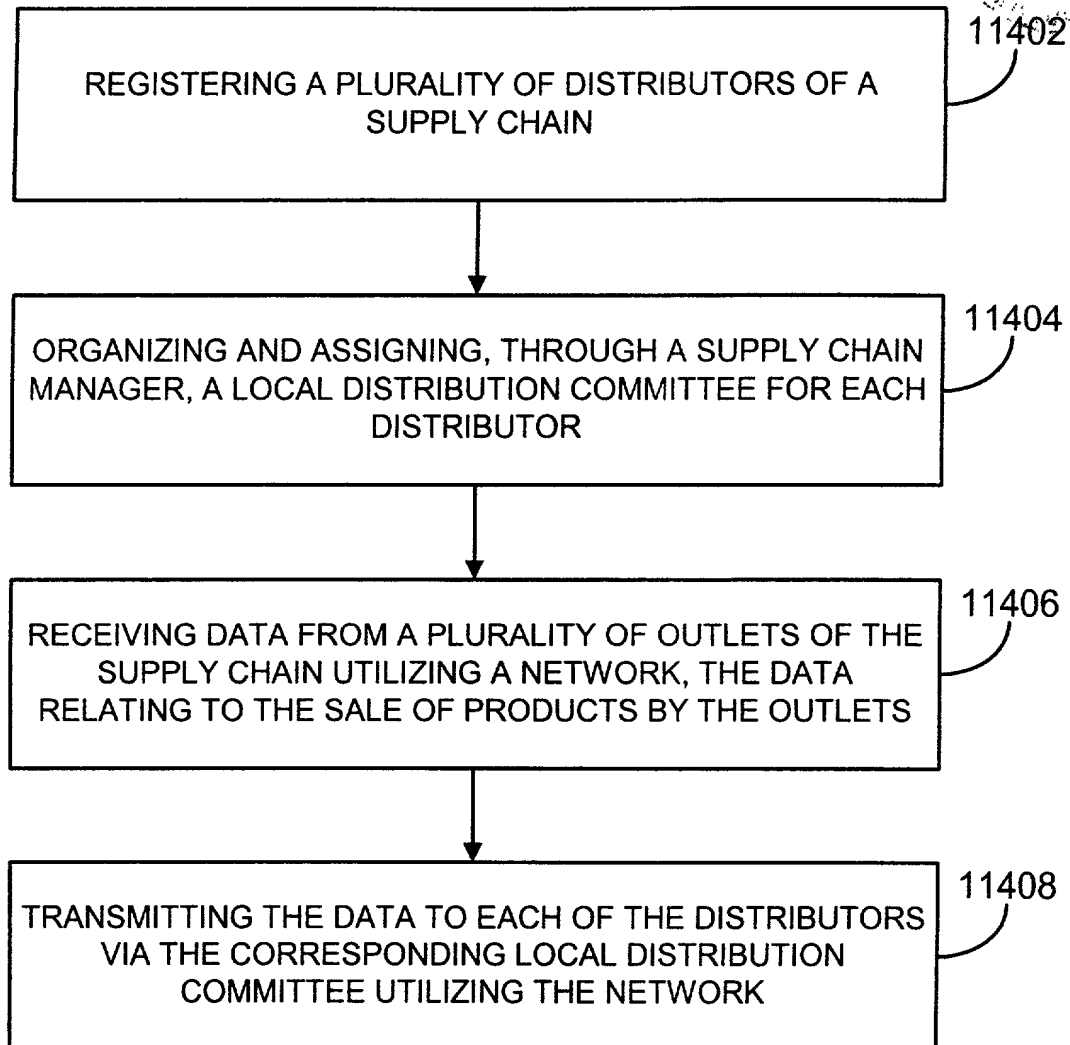 11402
REGISTERING A PLURALITY OF DISTRIBUTORS OF A
SUPPLY CHAIN
11404
ORGANIZING AND ASSIGNING, THROUGH A SUPPLY CHAIN
MANAGER, A LOCAL DISTRIBUTION COMMITTEE FOR EACH
DISTRIBUTOR
11406
RECEIVING DATA FROM A PLURALITY OF OUTLETS OF THE
SUPPLY CHAIN UTILIZING A NETWORK, THE DATA
RELATING TO THE SALE OF PRODUCTS BY THE OUTLETS
11408
TRANSMITTING THE DATA TO EACH OF THE DISTRIBUTORS
VIA THE CORRESPONDING LOCAL DISTRIBUTION
COMMITTEE UTILIZING THE NETWORK